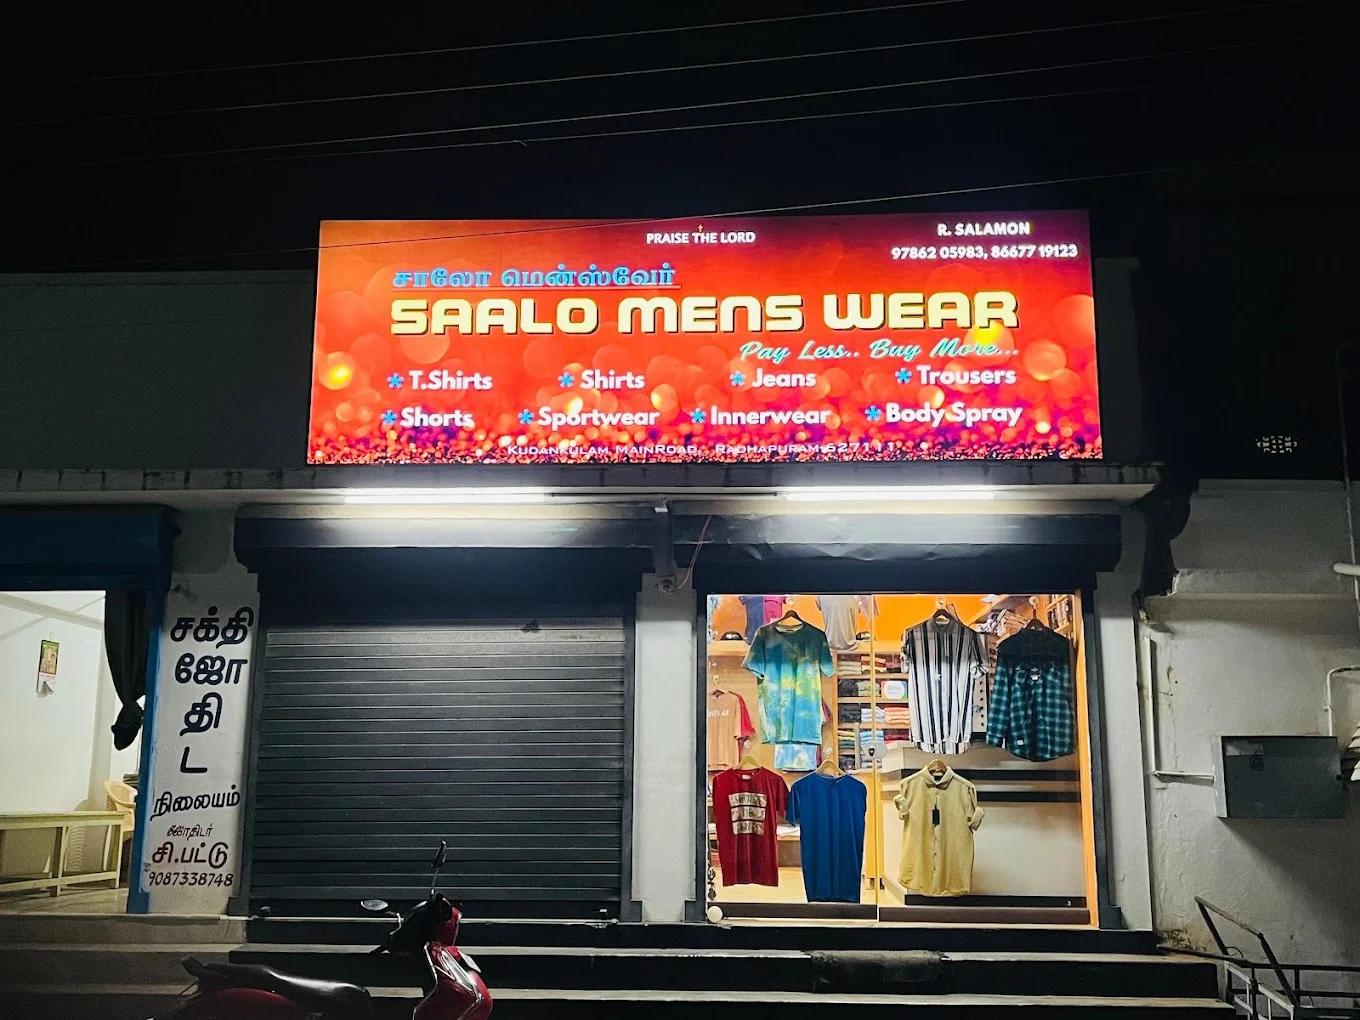 PRAISE THE LORD
R. SALAMON
97862 05983, 86677 19123
சாலோ மென்ஸ்வேர்
SAALO MENS WEAR
Pay Less.. Buy More...
* T.Shirts * Shirts * Jeans * Trousers
* Shorts * Sportwear * Innerwear * Body Spray
KUDANKULAM MAINROAD, RADHAPURAM-627111
சக்தி
ஜோ
தி
ட
நிலையம்
ஜோதிடர்
சி.பட்டு
9087338748